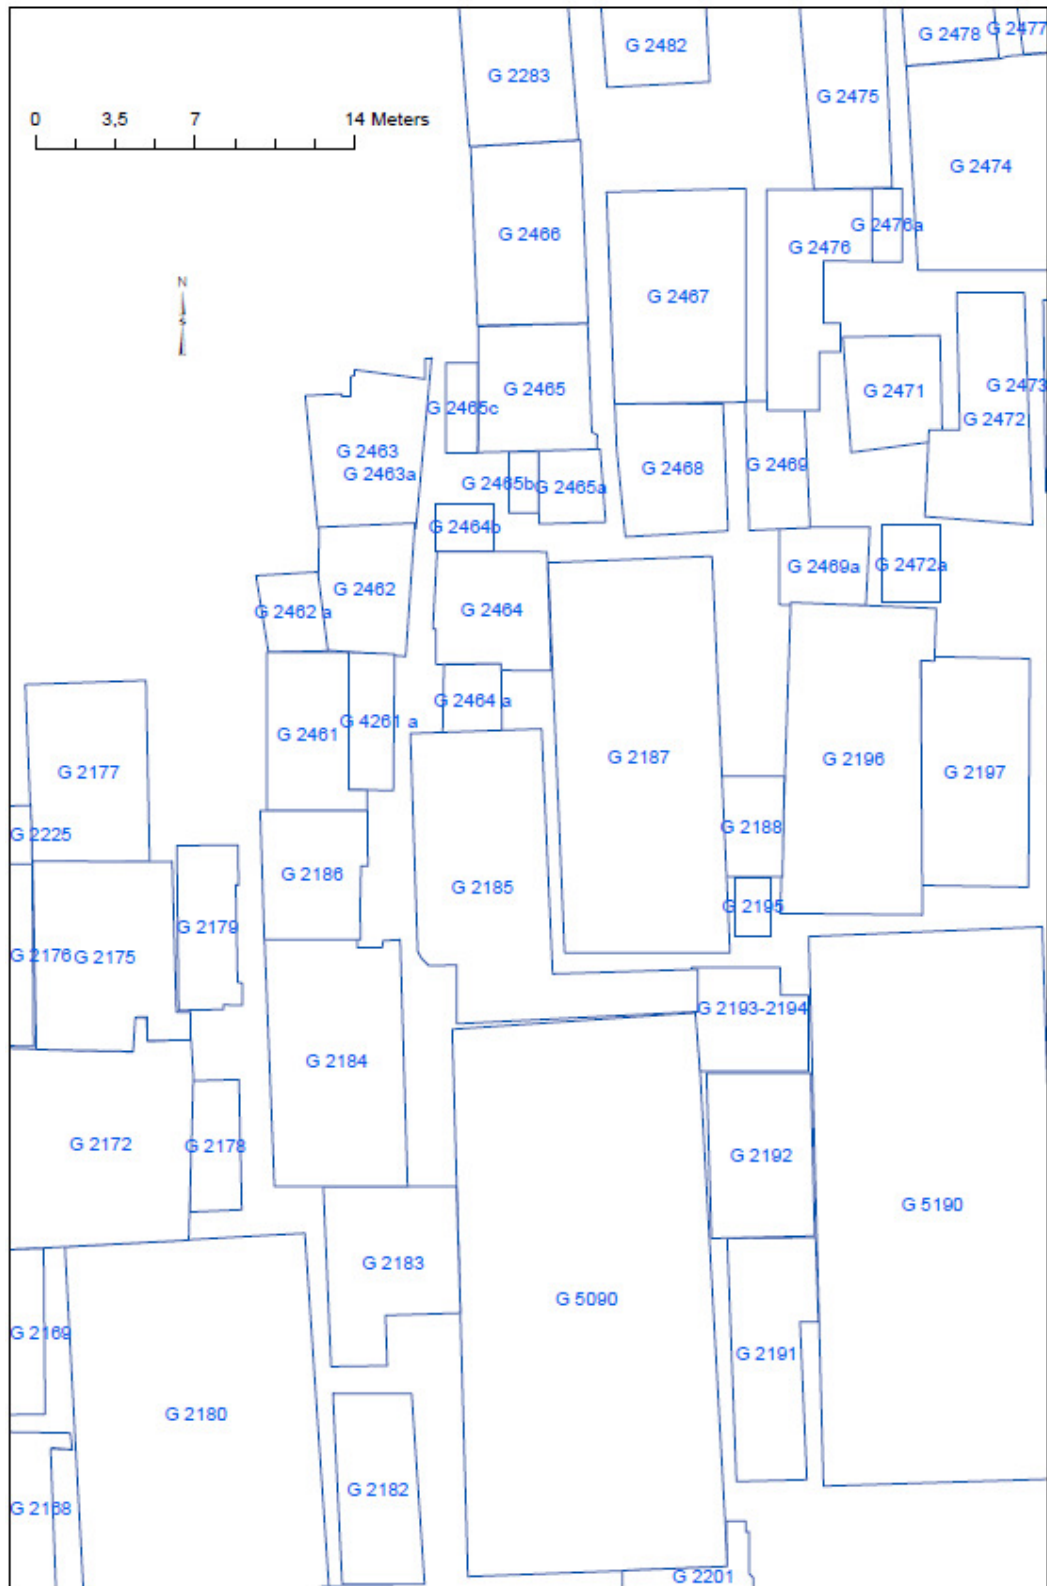 G 2477
G 2478
G 2482
G 2283
G 2475
0 3,5 7 14 Meters
G 2474
G 2476a
G 2466
G 2476
N
G 2467
S
G 2473
G 2465
G 2471
G 2465c
G 2472
G 2463
G 2469
G 2468
G 2463a
G 2465b
G 2465a
G 2464b
G 2472a
G 2469a
G 2462
G 2464
G 2462 a
G 2464 a
G 4261 a
G 2461
G 2187
G 2196
G 2197
G 2177
G 2188
G 2225
G 2186
G 2185
G 2195
G 2179
G 2176
G 2175
G 2193-2194
G 2184
G 2172
G 2178
G 2192
G 5190
G 2183
G 5090
G 2169
G 2191
G 2180
G 2182
G 2168
G 2201